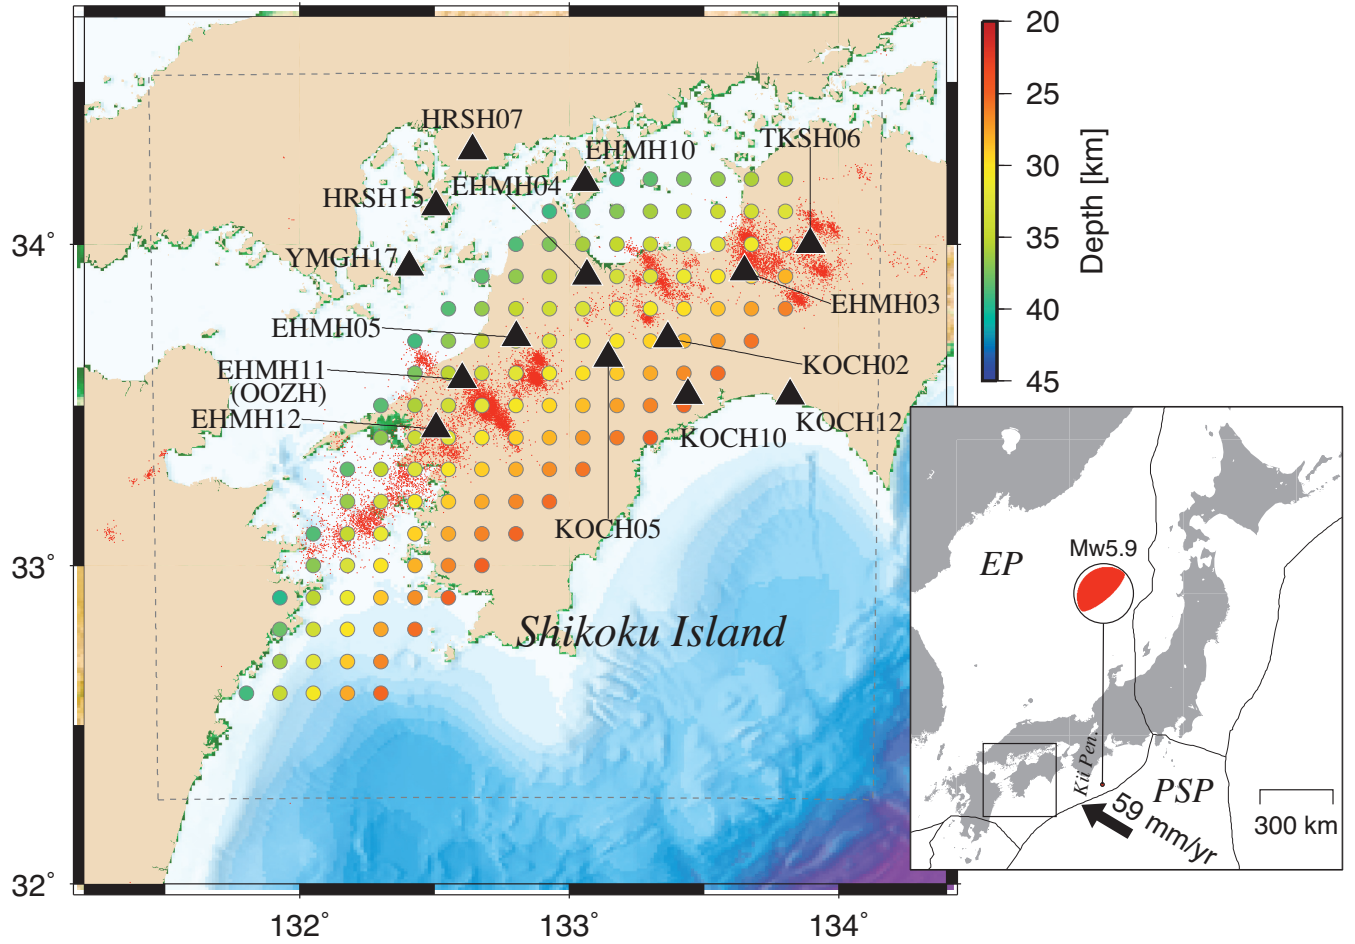 20
25
30
35
40
45
Depth [km]
HRSH07
TKSH06
EHMH10
EHMH04
HRSH15
34°
YMGH17
EHMH03
EHMH05
KOCH02
EHMH11
(OOZH)
EHMH12
KOCH12
KOCH10
KOCH05
33°
Shikoku Island
32°
132°
133°
134°
Mw5.9
EP
Kii Pen.
PSP
59 mm/yr
300 km